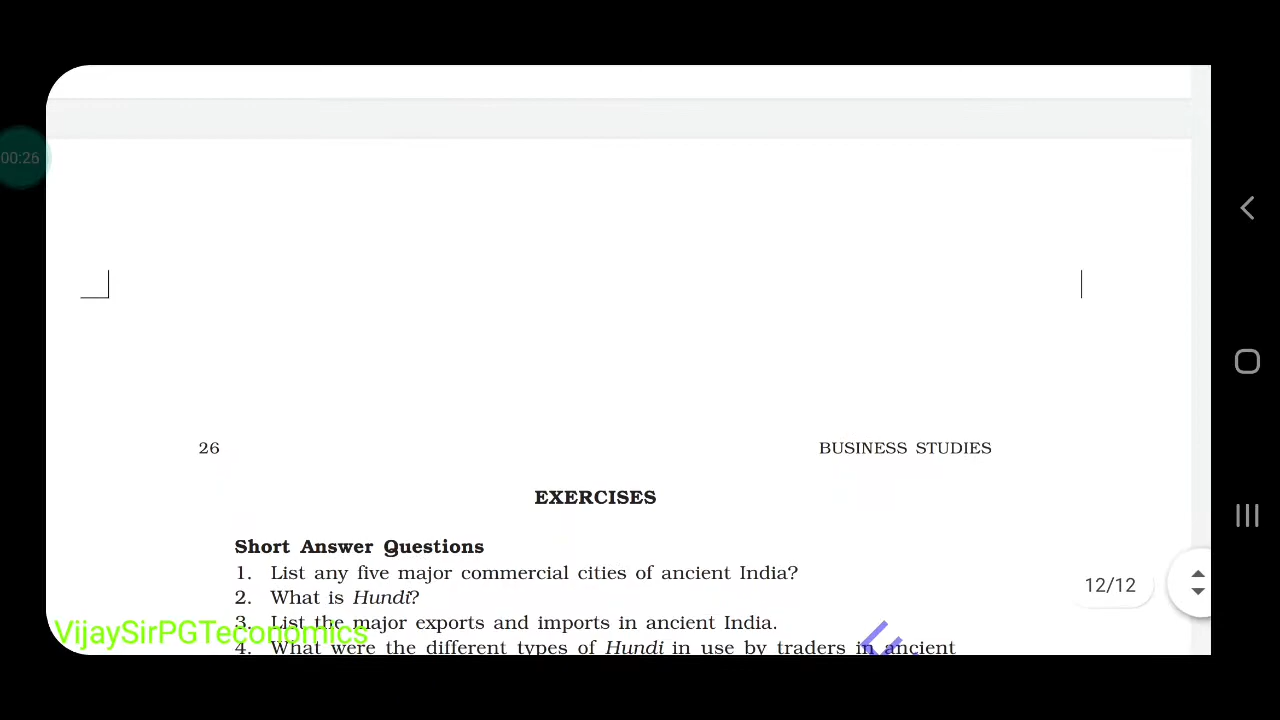 00:26
26 BUSINESS STUDIES
EXERCISES
Short Answer Questions
1. List any five major commercial cities of ancient India?
2. What is Hundi?
12/12
3. List the major exports and imports in ancient India.
VijaySirPGTeconomics
4. What were the different types of Hundi in use by traders in ancient